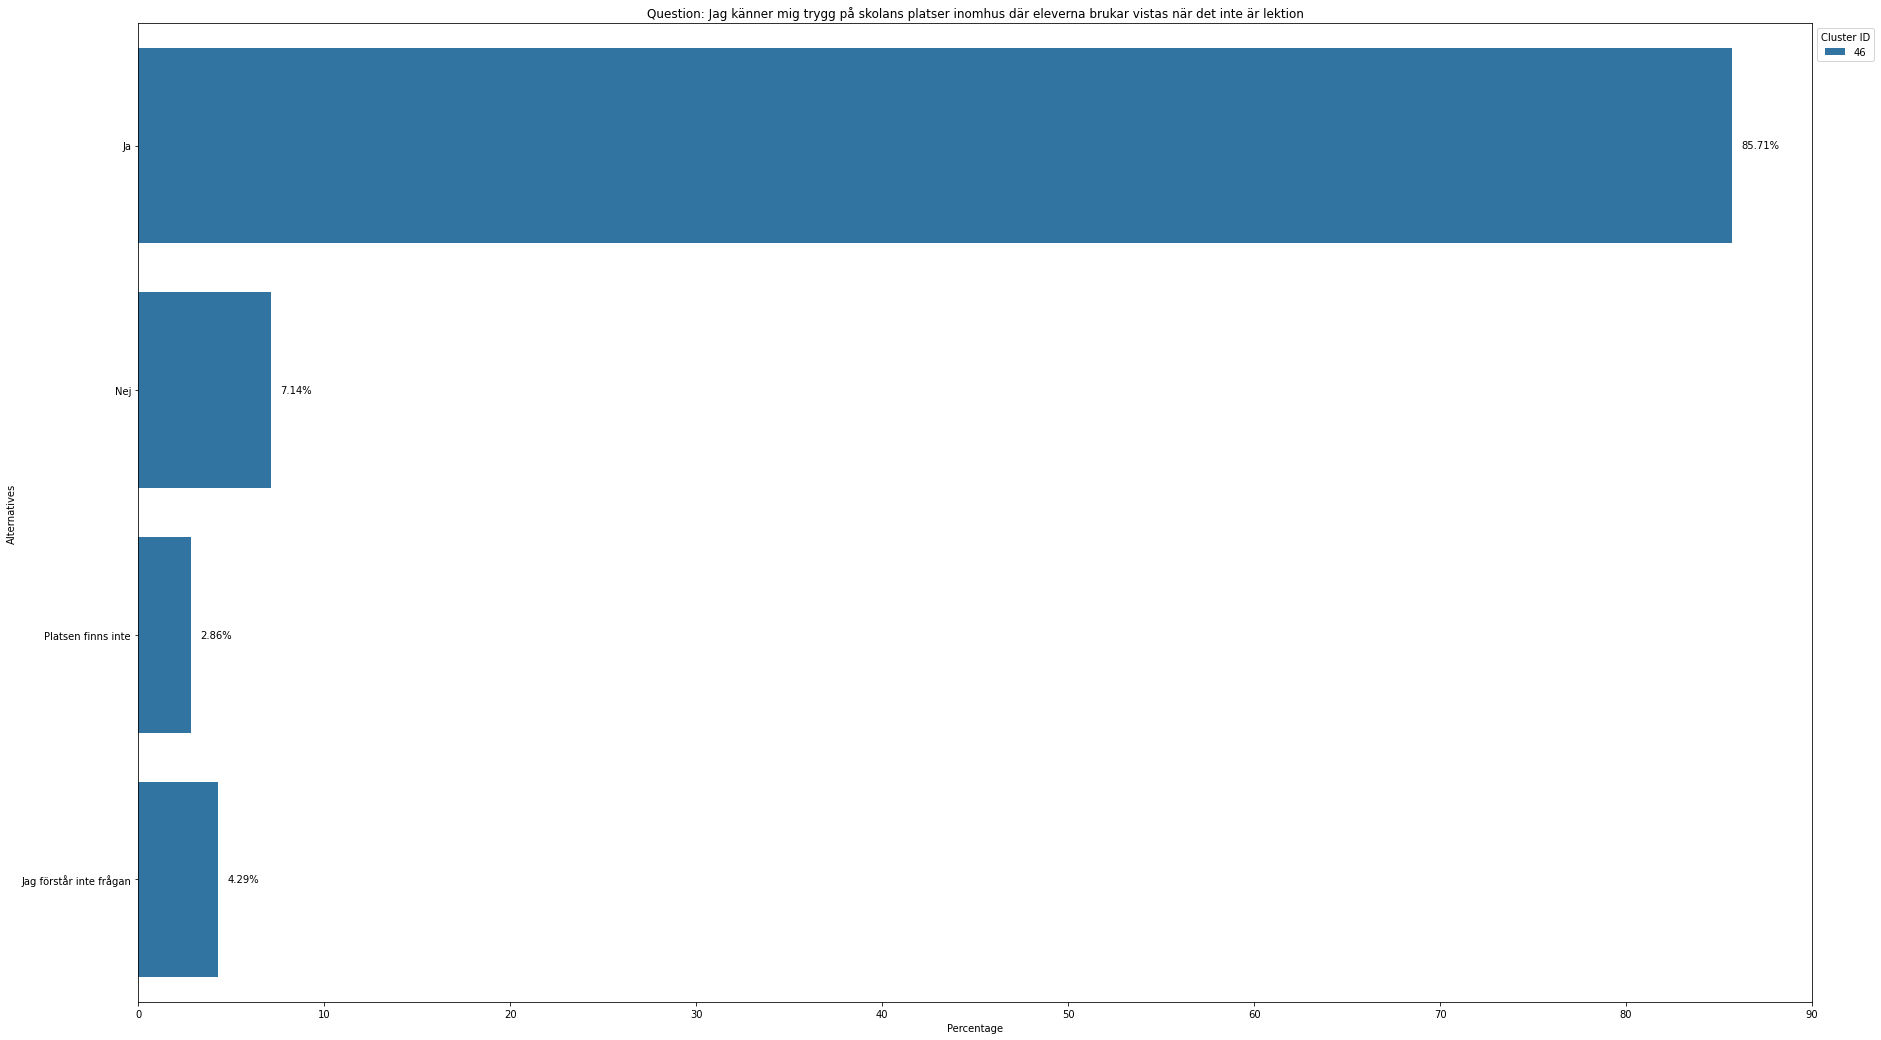 Question: Jag känner mig trygg på skolans platser inomhus där eleverna brukar vistas när det inte är lektion
Cluster ID
46
Ja
85.71%
Nej
7.14%
Alternatives
Platsen finns inte
2.86%
Jag förstår inte frågan
4.29%
0 10 20 30 40 50 60 70 80 90
Percentage